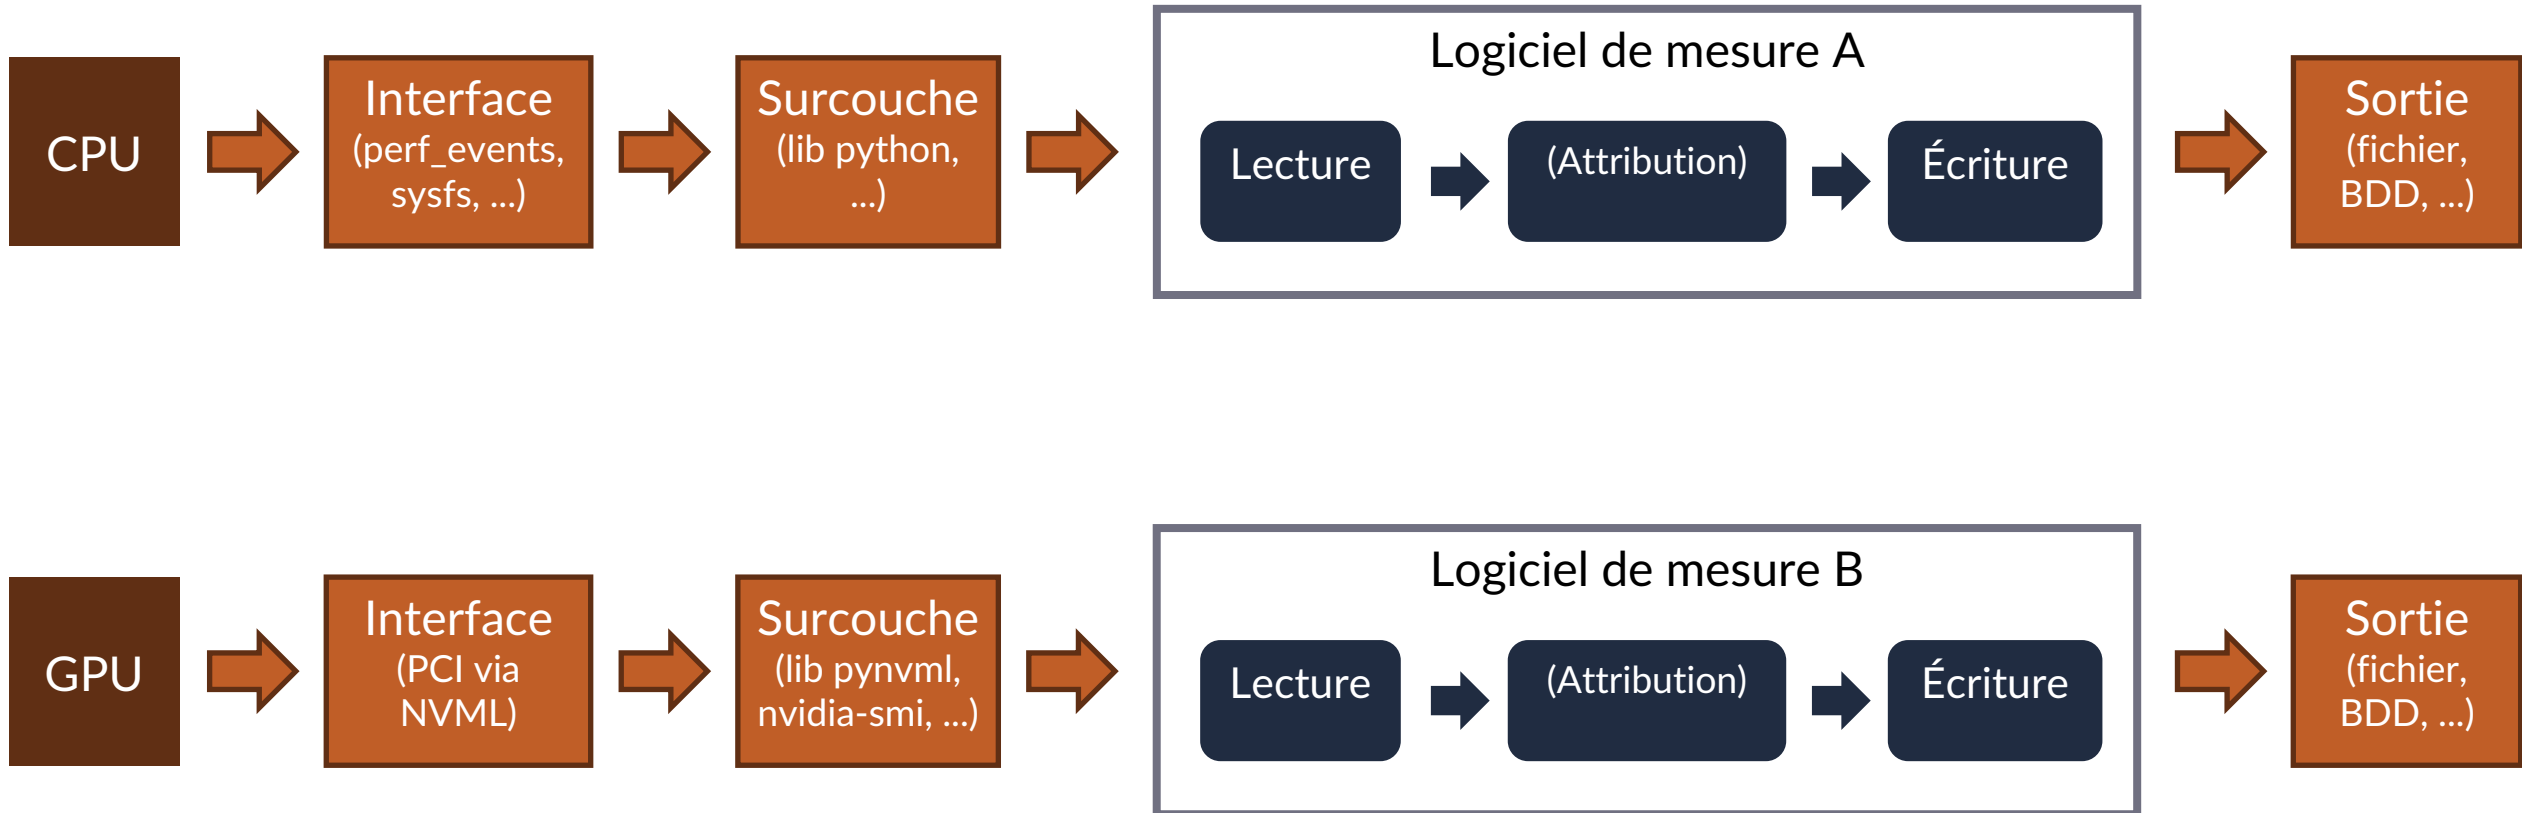 CPU
Interface
(perf_events,
sysfs, ...)
Surcouche
(lib python,
...)
Logiciel de mesure A
Lecture
(Attribution)
Écriture
Sortie
(fichier,
BDD, ...)
GPU
Interface
(PCI via
NVML)
Surcouche
(lib pynvml,
nvidia-smi, ...)
Logiciel de mesure B
Lecture
(Attribution)
Écriture
Sortie
(fichier,
BDD, ...)